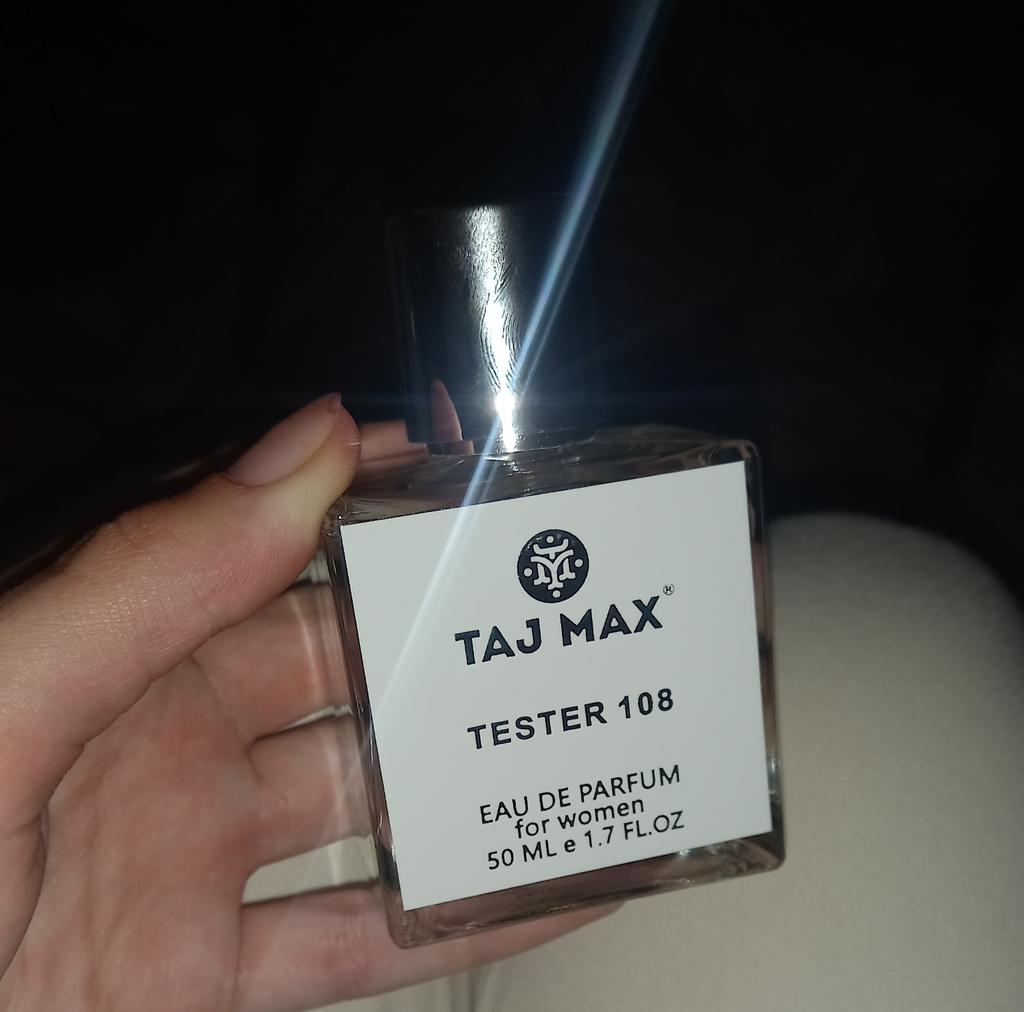 TAJ MAX®
TESTER 108
EAU DE PARFUM
for women
50 ML e 1.7 FL.OZ